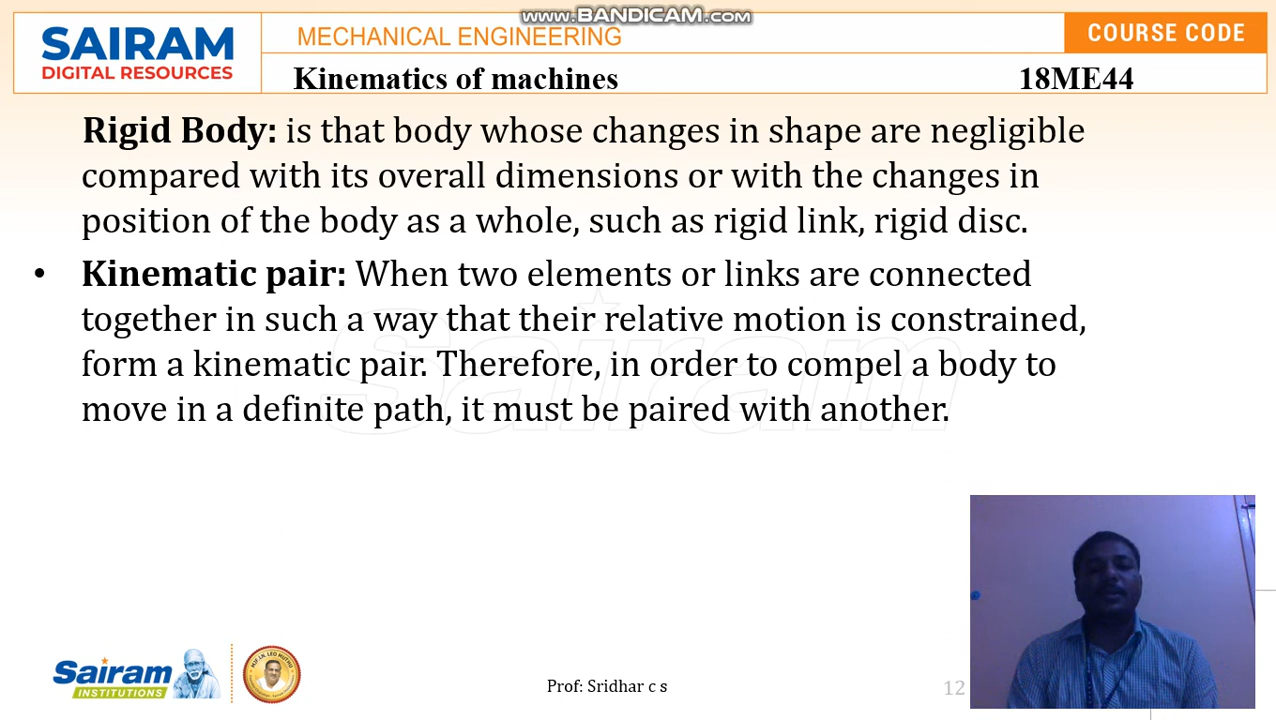 www.BANDICAM.com
SAIRAM
DIGITAL RESOURCES
MECHANICAL ENGINEERING
COURSE CODE
Kinematics of machines
18ME44
Rigid Body: is that body whose changes in shape are negligible
compared with its overall dimensions or with the changes in
position of the body as a whole, such as rigid link, rigid disc.
• Kinematic pair: When two elements or links are connected
together in such a way that their relative motion is constrained,
form a kinematic pair. Therefore, in order to compel a body to
move in a definite path, it must be paired with another.
Sairam
Sairam
INSTITUTIONS
Prof: Sridhar c s
12